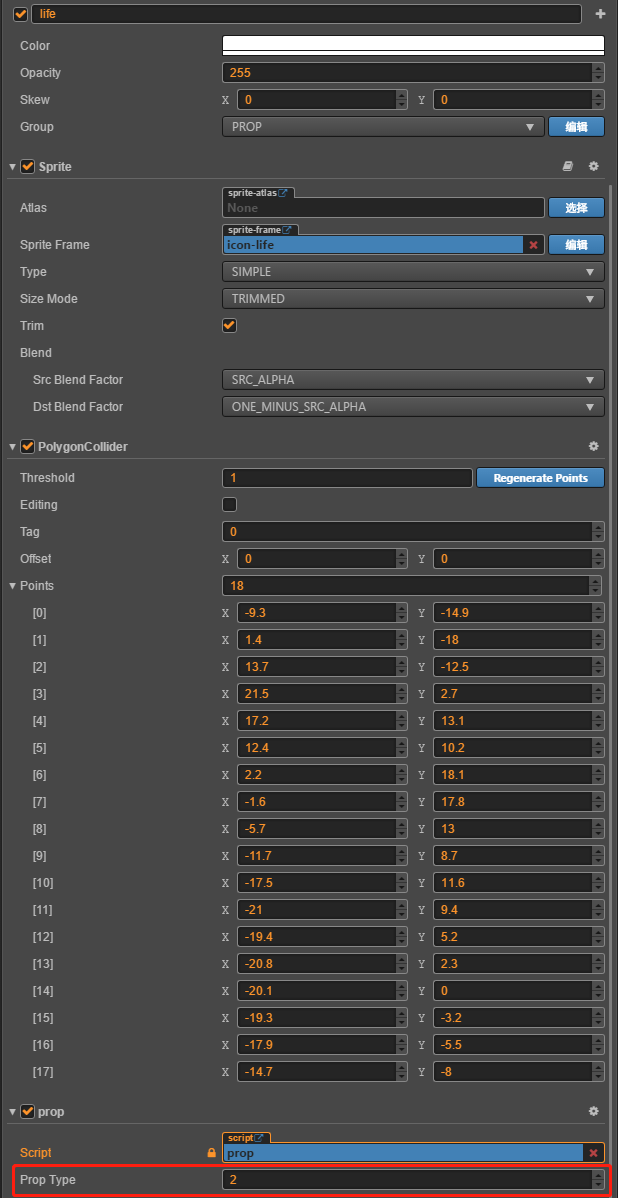 life
Color
Opacity 255
Skew X 0 Y 0
Group PROP 编辑
Sprite
sprite-atlas
Atlas None 选择
sprite-frame
Sprite Frame icon-life 编辑
Type SIMPLE
Size Mode TRIMMED
Trim
Blend
Src Blend Factor SRC_ALPHA
Dst Blend Factor ONE_MINUS_SRC_ALPHA
PolygonCollider
Threshold 1 Regenerate Points
Editing
Tag 0
Offset X 0 Y 0
Points 18
[0] X -9.3 Y -14.9
[1] X 1.4 Y -18
[2] X 13.7 Y -12.5
[3] X 21.5 Y 2.7
[4] X 17.2 Y 13.1
[5] X 12.4 Y 10.2
[6] X 2.2 Y 18.1
[7] X -1.6 Y 17.8
[8] X -5.7 Y 13
[9] X -11.7 Y 8.7
[10] X -17.5 Y 11.6
[11] X -21 Y 9.4
[12] X -19.4 Y 5.2
[13] X -20.8 Y 2.3
[14] X -20.1 Y 0
[15] X -19.3 Y -3.2
[16] X -17.9 Y -5.5
[17] X -14.7 Y -8
prop
script
Script prop
Prop Type 2